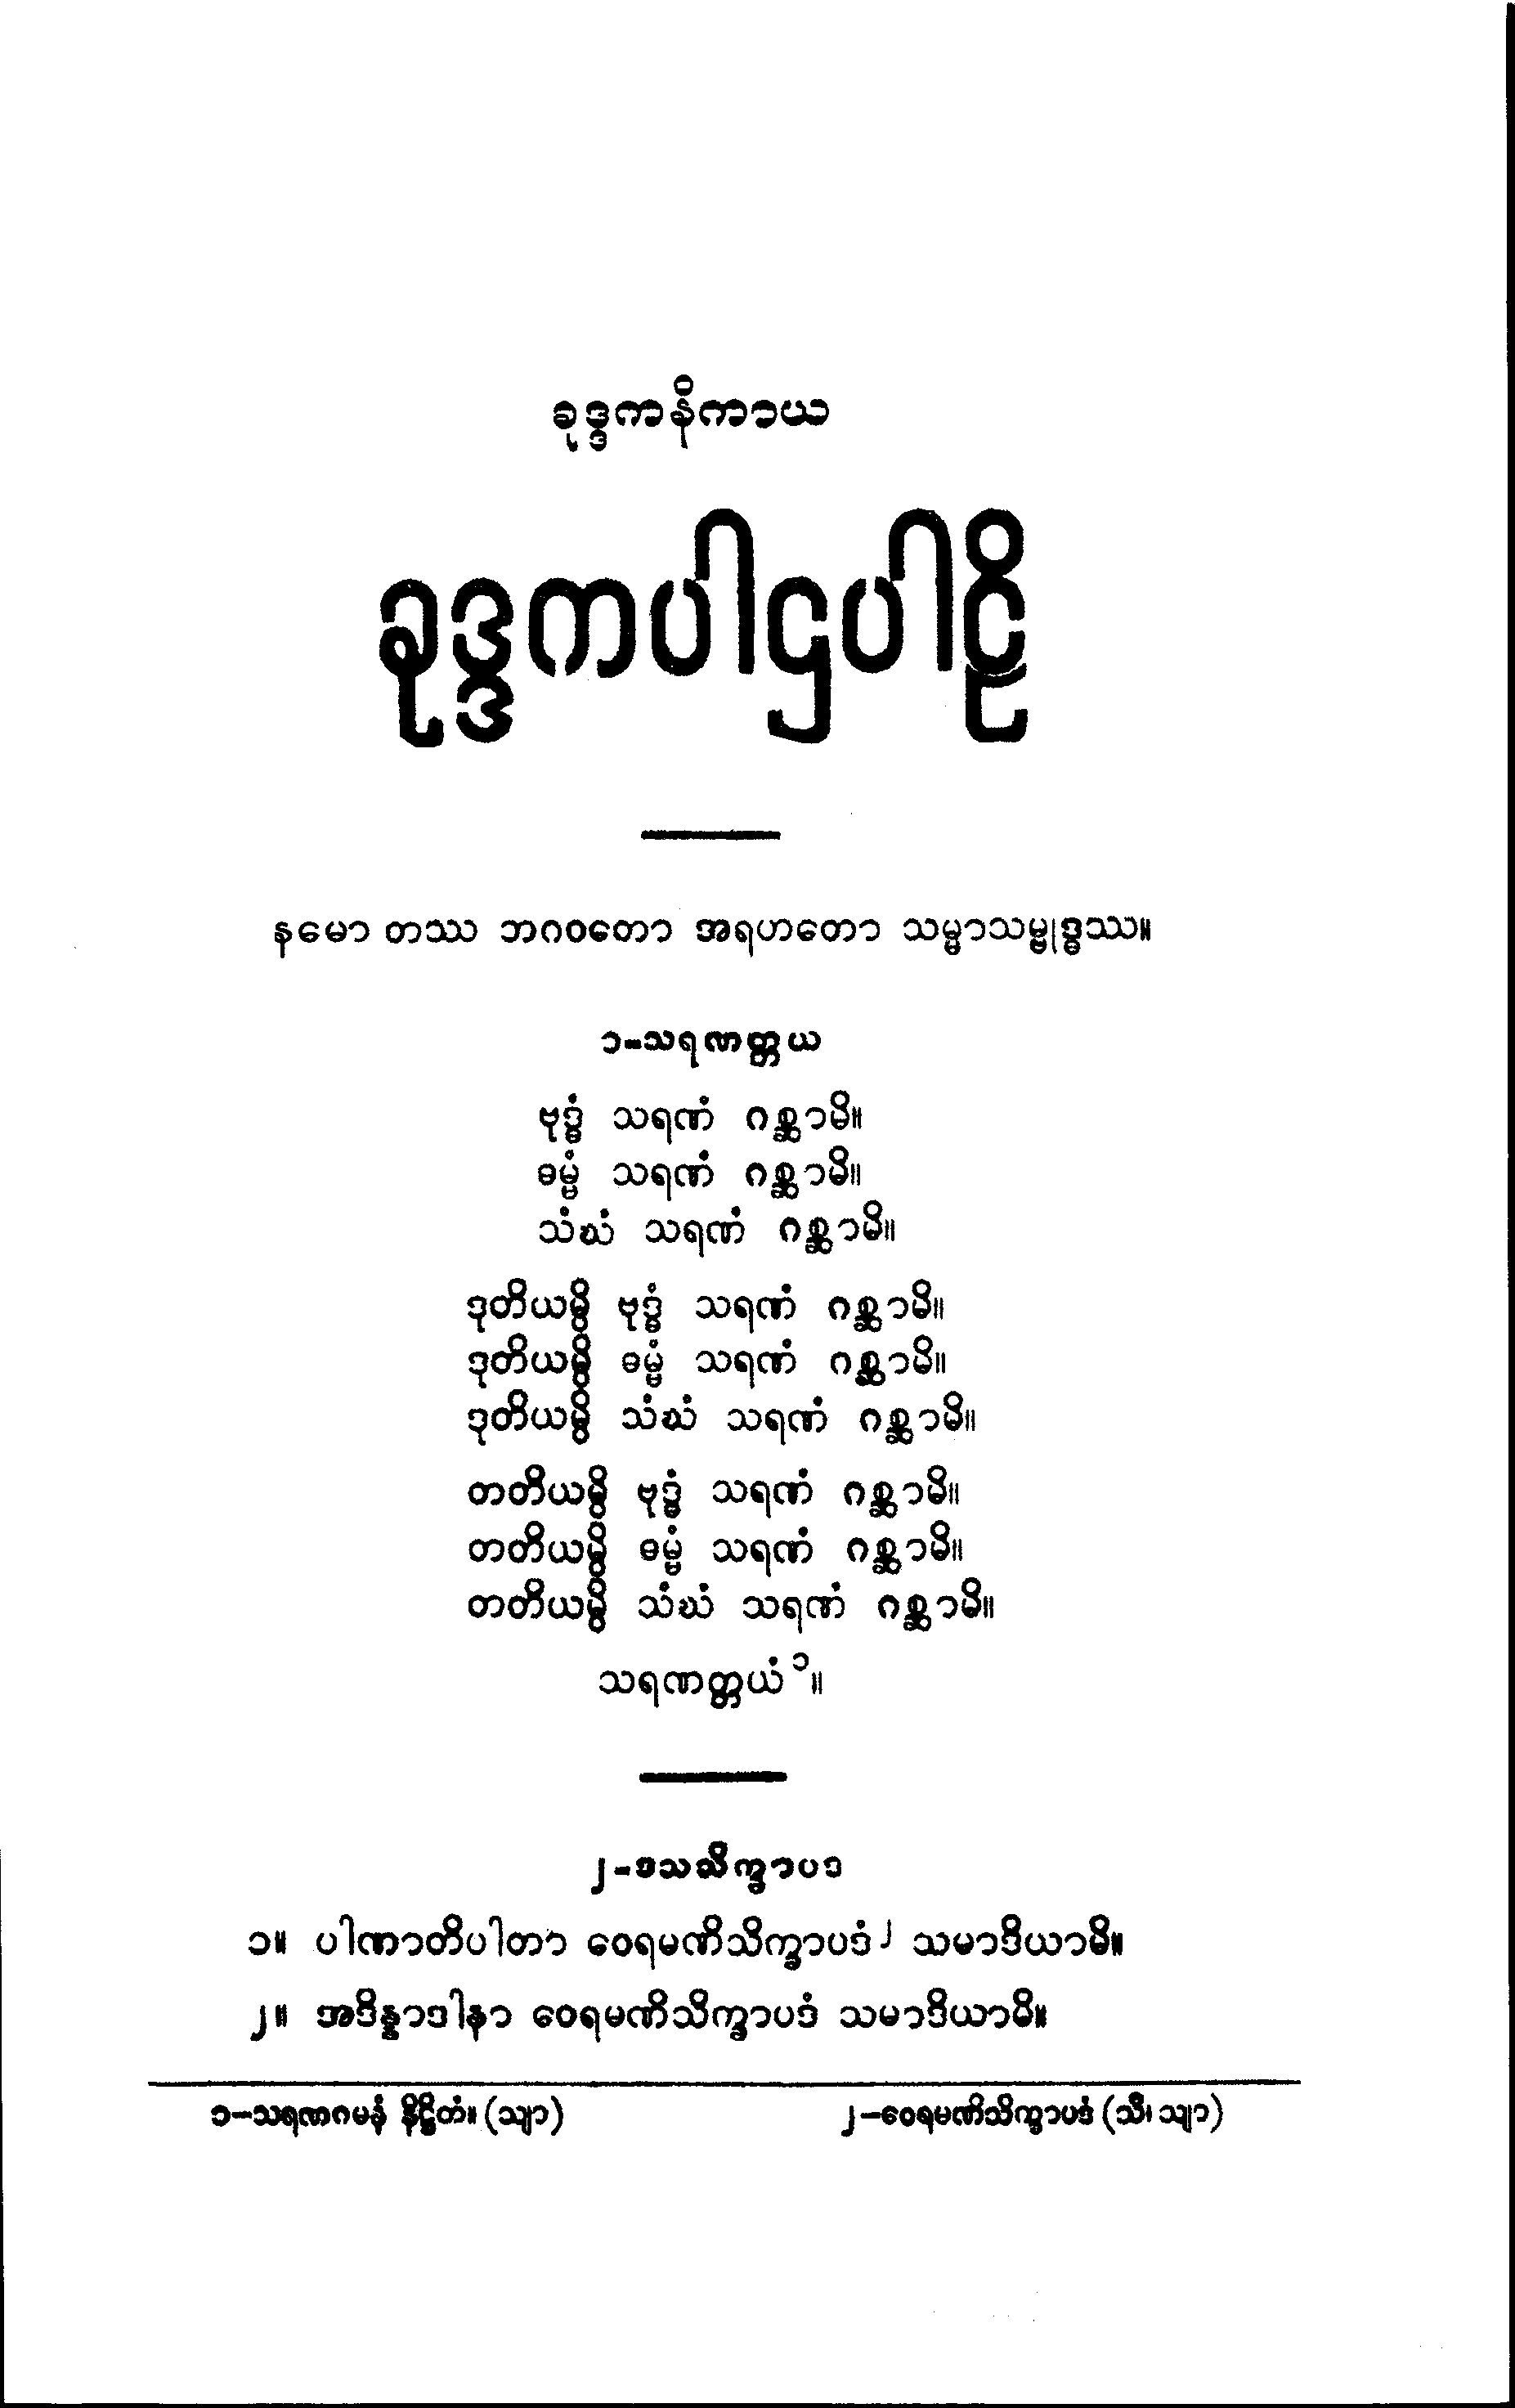 ခုဒ္ဒကနိကာယ
ခုဒ္ဒကပါဌပါဠိ
နမော တဿ ဘဂဝတော အရဟတော သမ္မာသမ္ဗုဒ္ဓဿ။
၁-သရဏတ္တယ
ဗုဒ္ဓံ သရဏံ ဂစ္ဆာမိ။
ဓမ္မံ သရဏံ ဂစ္ဆာမိ။
သံဃံ သရဏံ ဂစ္ဆာမိ။
ဒုတိယမ္ပိ ဗုဒ္ဓံ သရဏံ ဂစ္ဆာမိ။
ဒုတိယမ္ပိ ဓမ္မံ သရဏံ ဂစ္ဆာမိ။
ဒုတိယမ္ပိ သံဃံ သရဏံ ဂစ္ဆာမိ။
တတိယမ္ပိ ဗုဒ္ဓံ သရဏံ ဂစ္ဆာမိ။
တတိယမ္ပိ ဓမ္မံ သရဏံ ဂစ္ဆာမိ။
တတိယမ္ပိ သံဃံ သရဏံ ဂစ္ဆာမိ။
သရဏတ္တယံ ၁။
၂-ဒသသိက္ခာပဒ
၁။ ပါဏာတိပါတာ ဝေရမဏိသိက္ခာပဒံ ၂ သမာဒိယာမိ။
၂။ အဒိန္နာဒါနာ ဝေရမဏိသိက္ခာပဒံ သမာဒိယာမိ။
၁-သရဏဂမနံ နိဋ္ဌိတံ။ (သျာ) ၂-ဝေရမဏီသိက္ခာပဒံ (သီ၊ သျာ)